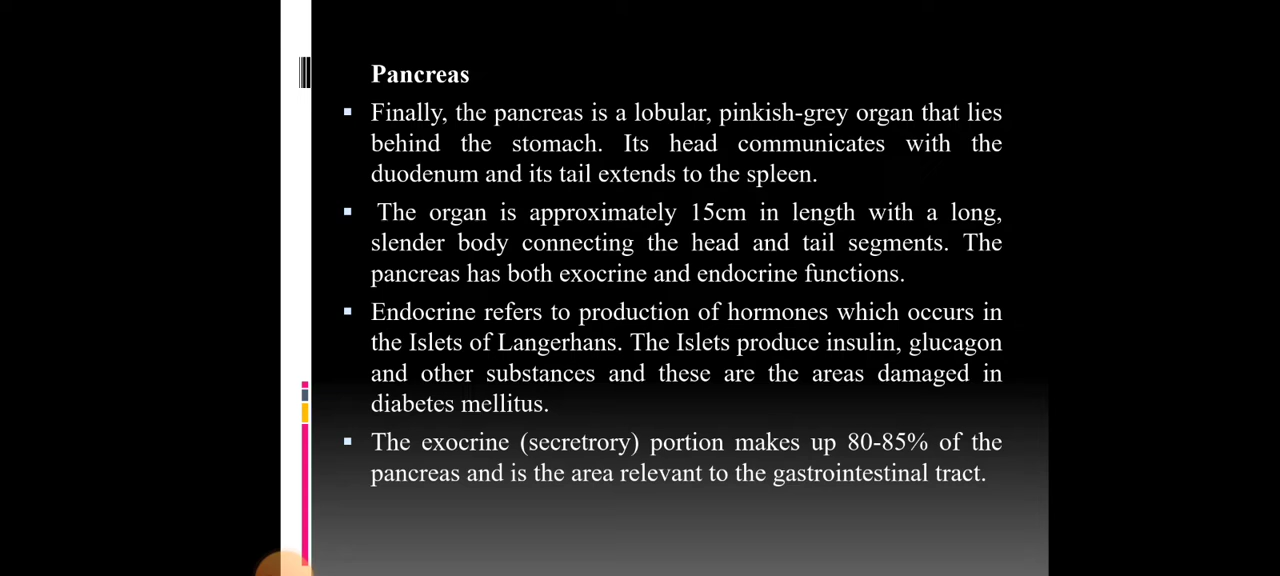 Pancreas
▪ Finally, the pancreas is a lobular, pinkish-grey organ that lies
behind the stomach. Its head communicates with the
duodenum and its tail extends to the spleen.
▪ The organ is approximately 15cm in length with a long,
slender body connecting the head and tail segments. The
pancreas has both exocrine and endocrine functions.
▪ Endocrine refers to production of hormones which occurs in
the Islets of Langerhans. The Islets produce insulin, glucagon
and other substances and these are the areas damaged in
diabetes mellitus.
▪ The exocrine (secretrory) portion makes up 80-85% of the
pancreas and is the area relevant to the gastrointestinal tract.